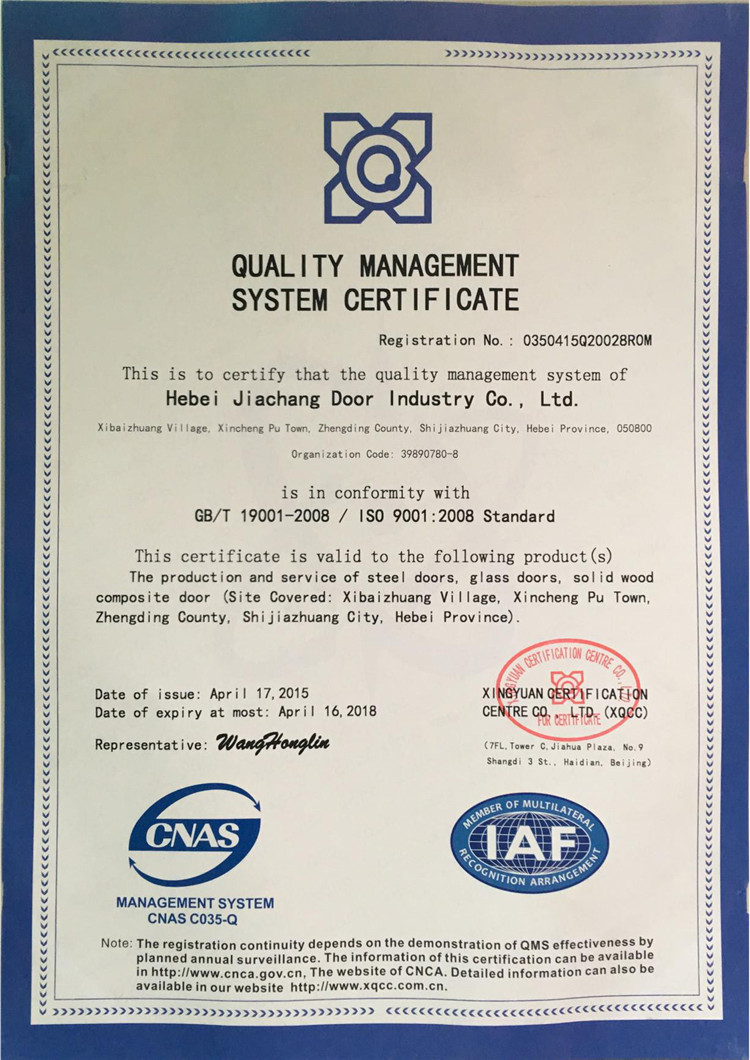 QUALITY MANAGEMENT
SYSTEM CERTIFICATE
Registration No.: 0350415Q20028ROM
This is to certify that the quality management system of
Hebei Jiachang Door Industry Co., Ltd.
Xibaizhuang Village, Xincheng Pu Town, Zhengding County, Shijiazhuang City, Hebei Province, 050800
Organization Code: 39890780-8
is in conformity with
GB/T 19001-2008 / ISO 9001:2008 Standard
This certificate is valid to the following product(s)
The production and service of steel doors, glass doors, solid wood
composite door (Site Covered: Xibaizhuang Village, Xincheng Pu Town,
Zhengding County, Shijiazhuang City, Hebei Province).
Date of issue: April 17,2015
Date of expiry at most: April 16,2018
Representative: WangHonglin
XINGYUAN CERTIFICATION
CENTRE CO., LTD. (XQCC)
(7FL,Tower C,Jiahua Plaza, No.9
Shangdi 3 St., Haidian, Beijing)
XINGYUAN CERTIFICATION CENTRE CO., LTD
FOR CERTIFICATE
CNAS
MANAGEMENT SYSTEM
CNAS C035-Q
MEMBER OF MULTILATERAL
IAF
RECOGNITION ARRANGEMENT
Note: The registration continuity depends on the demonstration of QMS effectiveness by
planned annual surveillance. The information of this certification can be available
in http://www.cnca.gov.cn, The website of CNCA. Detailed information can also be
available in our website http://www.xqcc.com.cn.